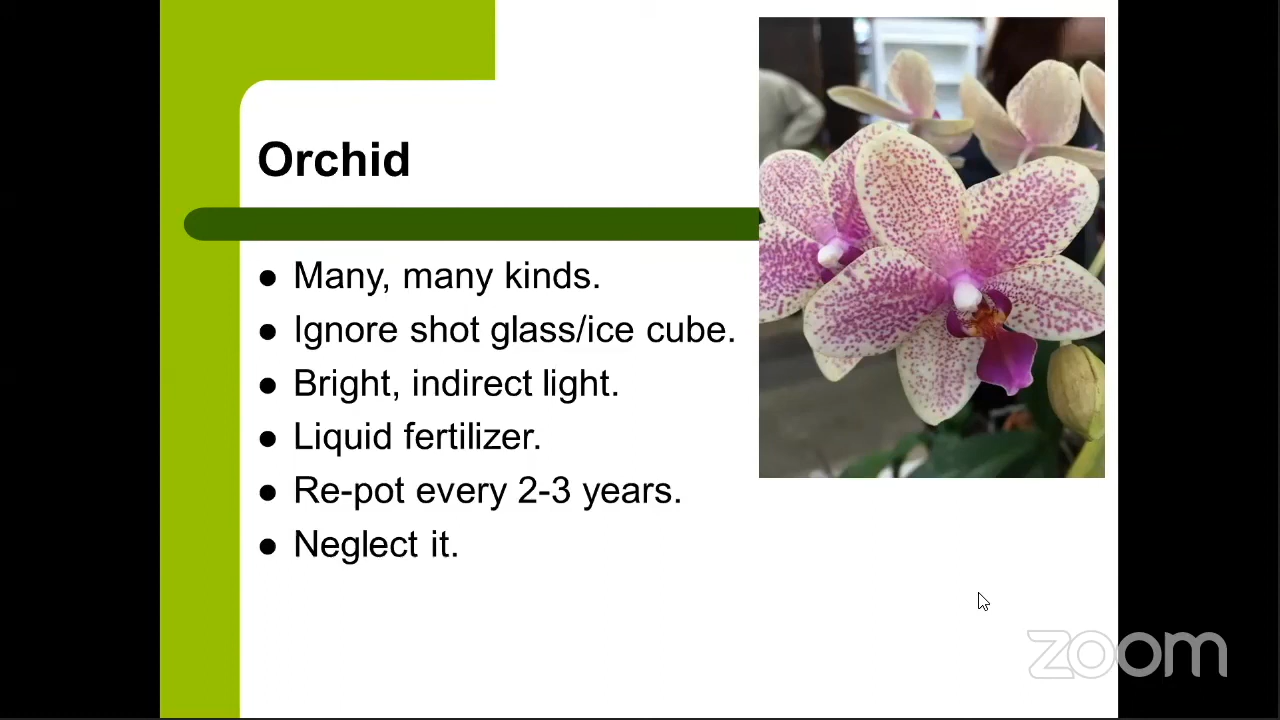 Orchid
Many, many kinds.
Ignore shot glass/ice cube.
Bright, indirect light.
Liquid fertilizer.
Re-pot every 2-3 years.
Neglect it.
zoom